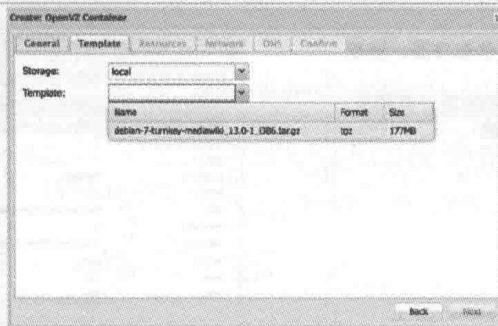 Create: OpenVZ Container
General Template Resources Network DNS Confirm
Storage: local
Template:
Name Format Size
debian-7-turnkey-mediawiki_13.0-1_i386.tar.gz tgz 177MB
Back Next